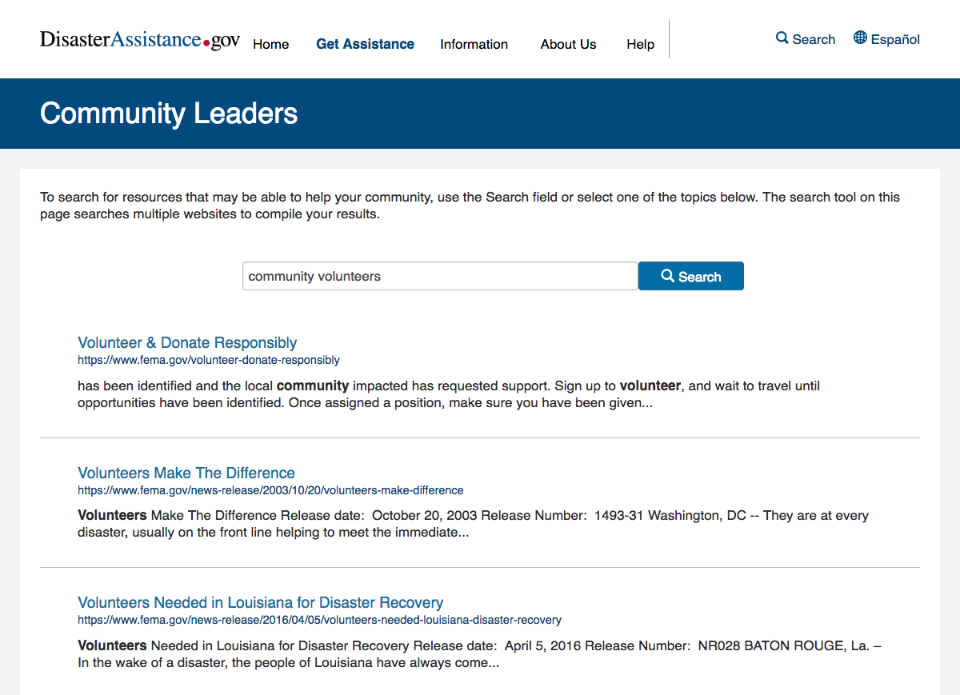 DisasterAssistance.gov Home Get Assistance Information About Us Help Search Español
Community Leaders
To search for resources that may be able to help your community, use the Search field or select one of the topics below. The search tool on this
page searches multiple websites to compile your results.
community volunteers Search
Volunteer & Donate Responsibly
https://www.fema.gov/volunteer-donate-responsibly
has been identified and the local community impacted has requested support. Sign up to volunteer, and wait to travel until
opportunities have been identified. Once assigned a position, make sure you have been given...
Volunteers Make The Difference
https://www.fema.gov/news-release/2003/10/20/volunteers-make-difference
Volunteers Make The Difference Release date: October 20, 2003 Release Number: 1493-31 Washington, DC -- They are at every
disaster, usually on the front line helping to meet the immediate...
Volunteers Needed in Louisiana for Disaster Recovery
https://www.fema.gov/news-release/2016/04/05/volunteers-needed-louisiana-disaster-recovery
Volunteers Needed in Louisiana for Disaster Recovery Release date: April 5, 2016 Release Number: NR028 BATON ROUGE, La. –
In the wake of a disaster, the people of Louisiana have always come...